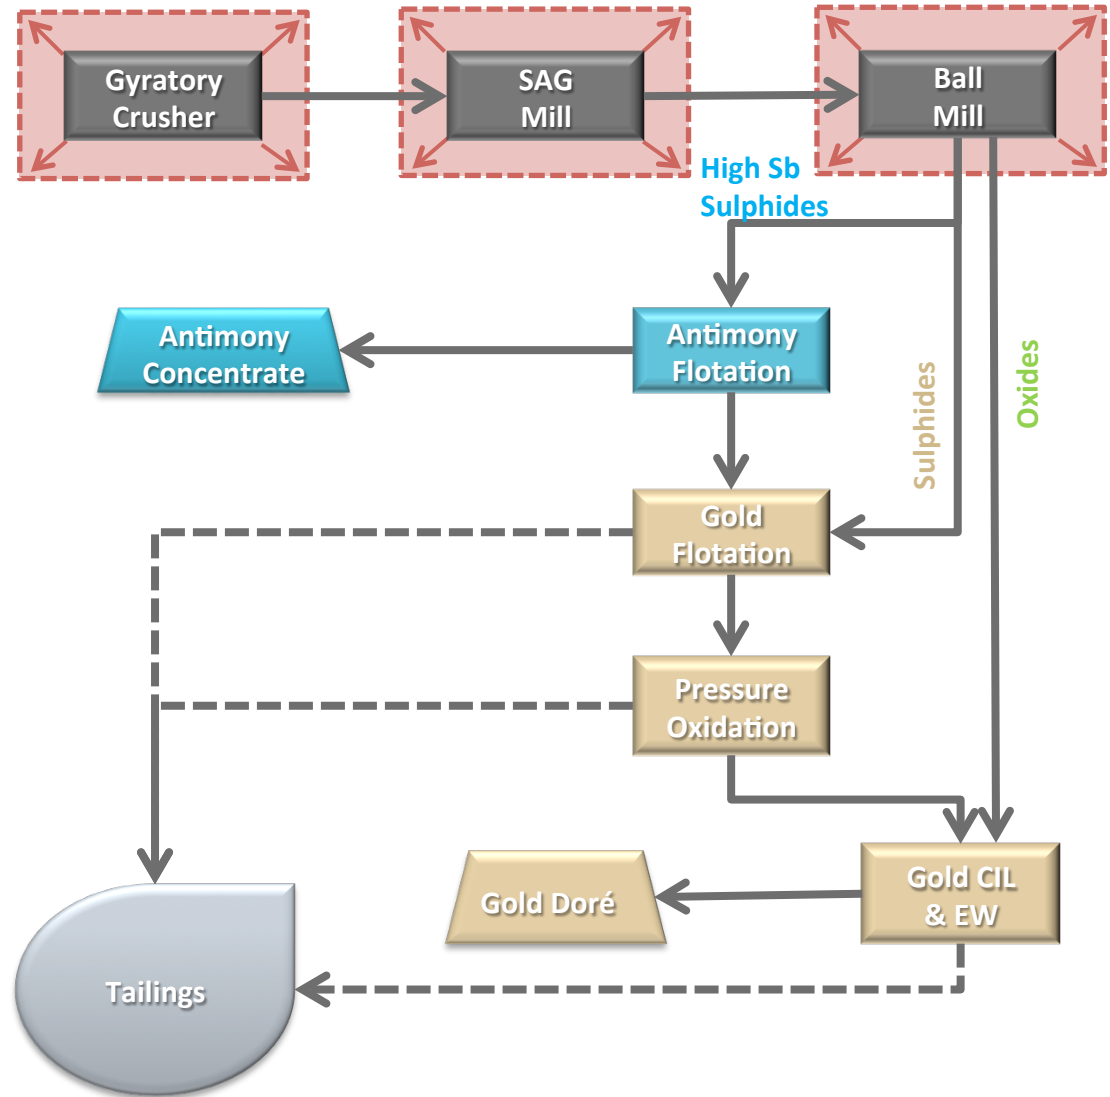 Gyratory
Crusher
SAG
Mill
Ball
Mill
High Sb
Sulphides
Antimony
Concentrate
Antimony
Flotation
Sulphides
Oxides
Gold
Flotation
Pressure
Oxidation
Gold Doré
Gold CIL
& EW
Tailings